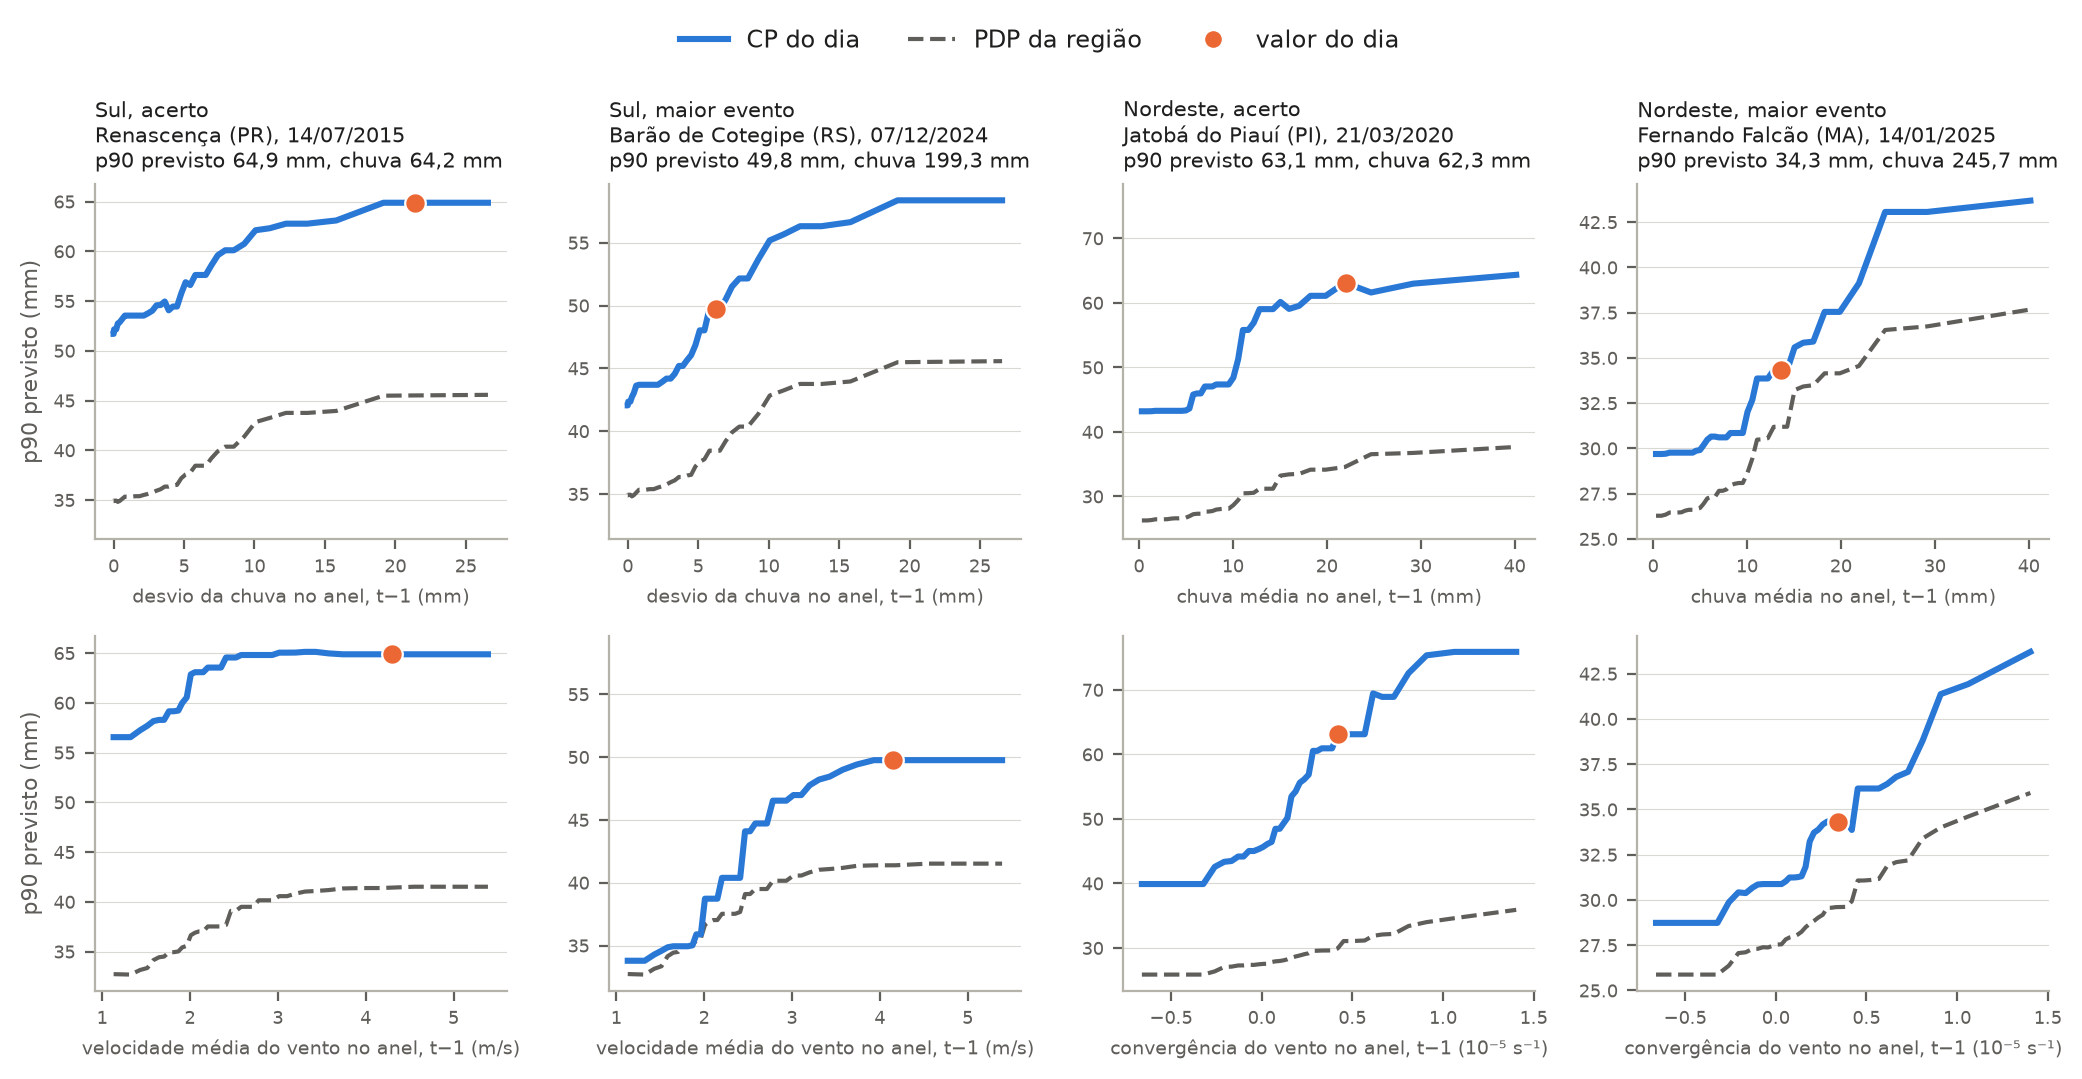 CP do dia
PDP da região
valor do dia
Sul, acerto
Renascença (PR), 14/07/2015
p90 previsto 64,9 mm, chuva 64,2 mm
p90 previsto (mm)
65
60
55
50
45
40
35
0 5 10 15 20 25
desvio da chuva no anel, t−1 (mm)
Sul, maior evento
Barão de Cotegipe (RS), 07/12/2024
p90 previsto 49,8 mm, chuva 199,3 mm
55
50
45
40
35
0 5 10 15 20 25
desvio da chuva no anel, t−1 (mm)
Nordeste, acerto
Jatobá do Piauí (PI), 21/03/2020
p90 previsto 63,1 mm, chuva 62,3 mm
70
60
50
40
30
0 10 20 30 40
chuva média no anel, t−1 (mm)
Nordeste, maior evento
Fernando Falcão (MA), 14/01/2025
p90 previsto 34,3 mm, chuva 245,7 mm
42.5
40.0
37.5
35.0
32.5
30.0
27.5
25.0
0 10 20 30 40
chuva média no anel, t−1 (mm)
p90 previsto (mm)
65
60
55
50
45
40
35
1 2 3 4 5
velocidade média do vento no anel, t−1 (m/s)
55
50
45
40
35
1 2 3 4 5
velocidade média do vento no anel, t−1 (m/s)
70
60
50
40
30
−0.5 0.0 0.5 1.0 1.5
convergência do vento no anel, t−1 (10⁻⁵ s⁻¹)
42.5
40.0
37.5
35.0
32.5
30.0
27.5
25.0
−0.5 0.0 0.5 1.0 1.5
convergência do vento no anel, t−1 (10⁻⁵ s⁻¹)